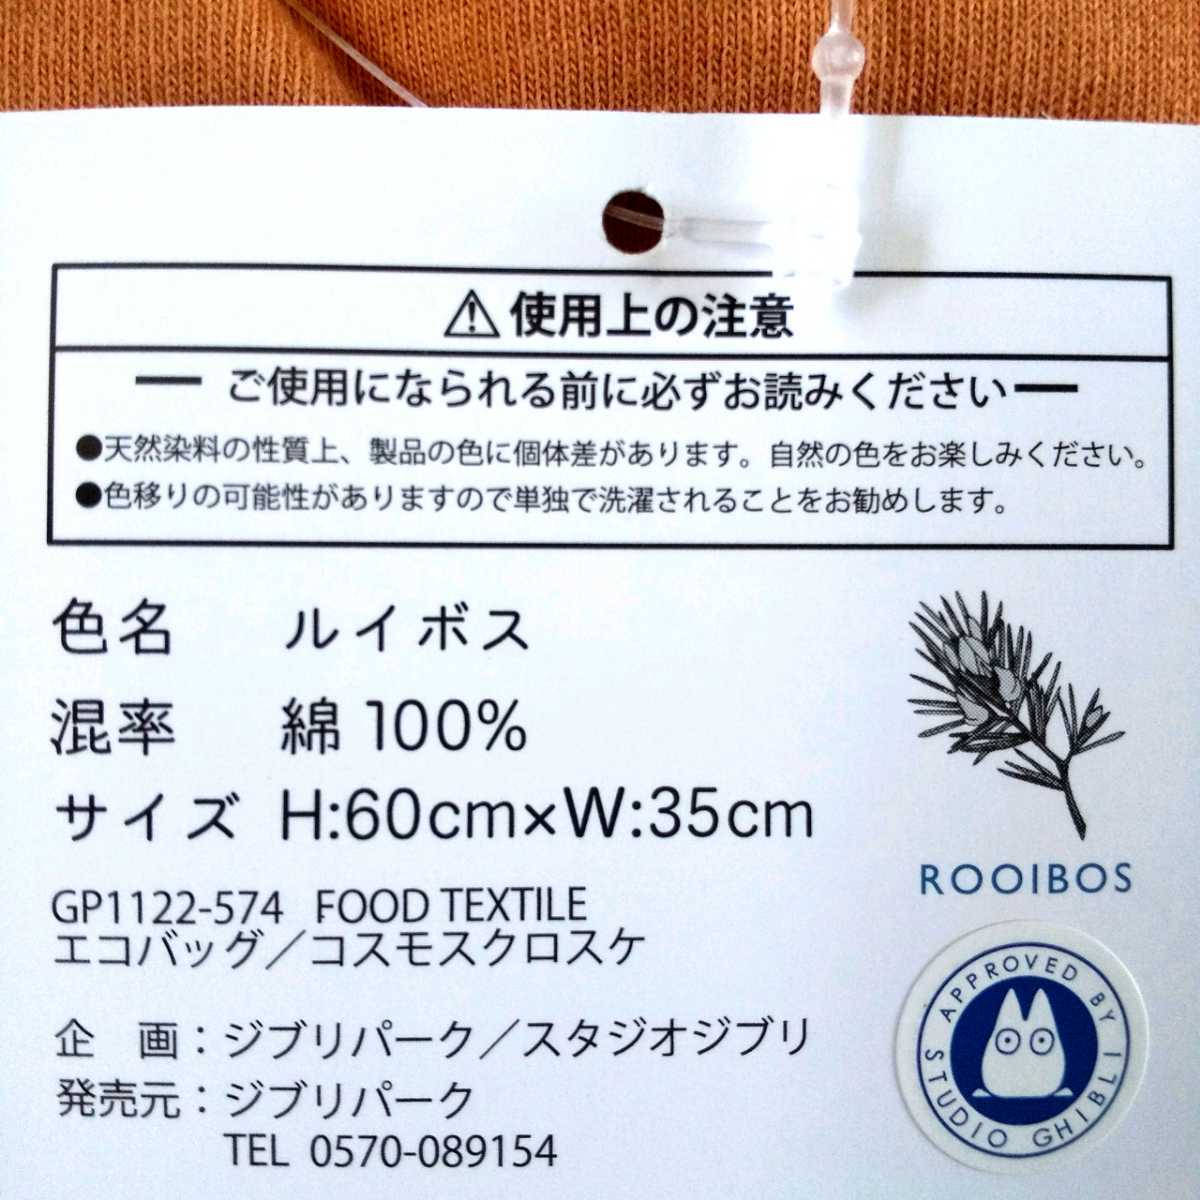 ⚠使用上の注意
ご使用になられる前に必ずお読みください
●天然染料の性質上、製品の色に個体差があります。自然の色をお楽しみください。
●色移りの可能性がありますので単独で洗濯されることをお勧めします。
色名 ルイボス
混率 綿100%
サイズ H:60cm×W:35cm
ROOIBOS
GP1122-574 FOOD TEXTILE
エコバッグ／コスモスクロスケ
企 画：ジブリパーク／スタジオジブリ
発売元：ジブリパーク
TEL 0570-089154
APPROVED BY
STUDIO GHIBLI